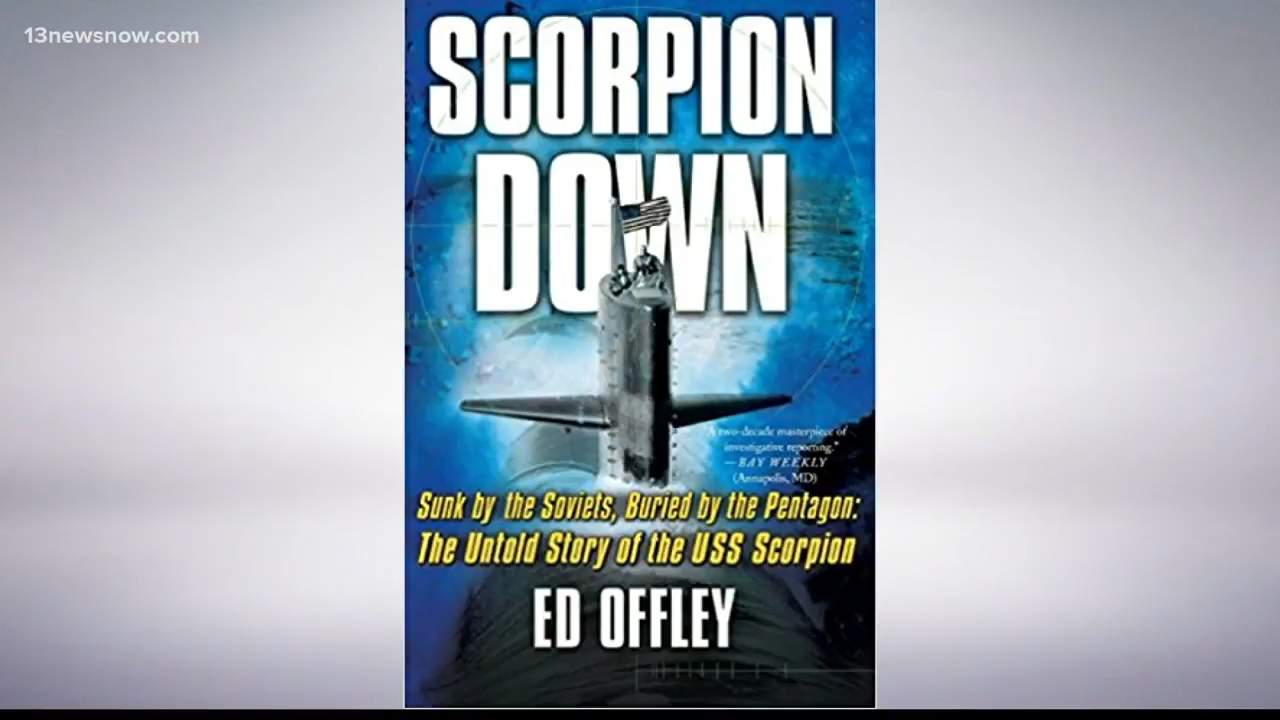 13newsnow.com
SCORPION
DOWN
"A two-decade masterpiece of
investigative reporting."
—BAY WEEKLY
(Annapolis, MD)
Sunk by the Soviets, Buried by the Pentagon:
The Untold Story of the USS Scorpion
ED OFFLEY